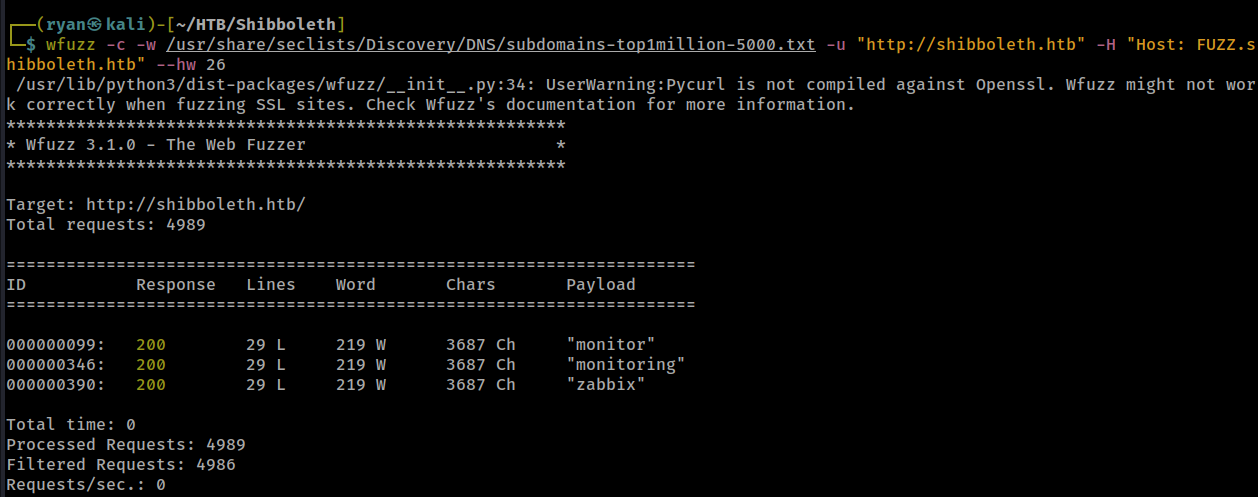 ┌──(ryan㉿kali)-[~/HTB/Shibboleth]
└─$ wfuzz -c -w /usr/share/seclists/Discovery/DNS/subdomains-top1million-5000.txt -u "http://shibboleth.htb" -H "Host: FUZZ.s
hibboleth.htb" --hw 26
 /usr/lib/python3/dist-packages/wfuzz/__init__.py:34: UserWarning:Pycurl is not compiled against Openssl. Wfuzz might not wor
k correctly when fuzzing SSL sites. Check Wfuzz's documentation for more information.
********************************************************
* Wfuzz 3.1.0 - The Web Fuzzer                         *
********************************************************

Target: http://shibboleth.htb/
Total requests: 4989

=====================================================================
ID           Response   Lines    Word       Chars       Payload
=====================================================================

000000099:   200        29 L     219 W      3687 Ch     "monitor"
000000346:   200        29 L     219 W      3687 Ch     "monitoring"
000000390:   200        29 L     219 W      3687 Ch     "zabbix"

Total time: 0
Processed Requests: 4989
Filtered Requests: 4986
Requests/sec.: 0